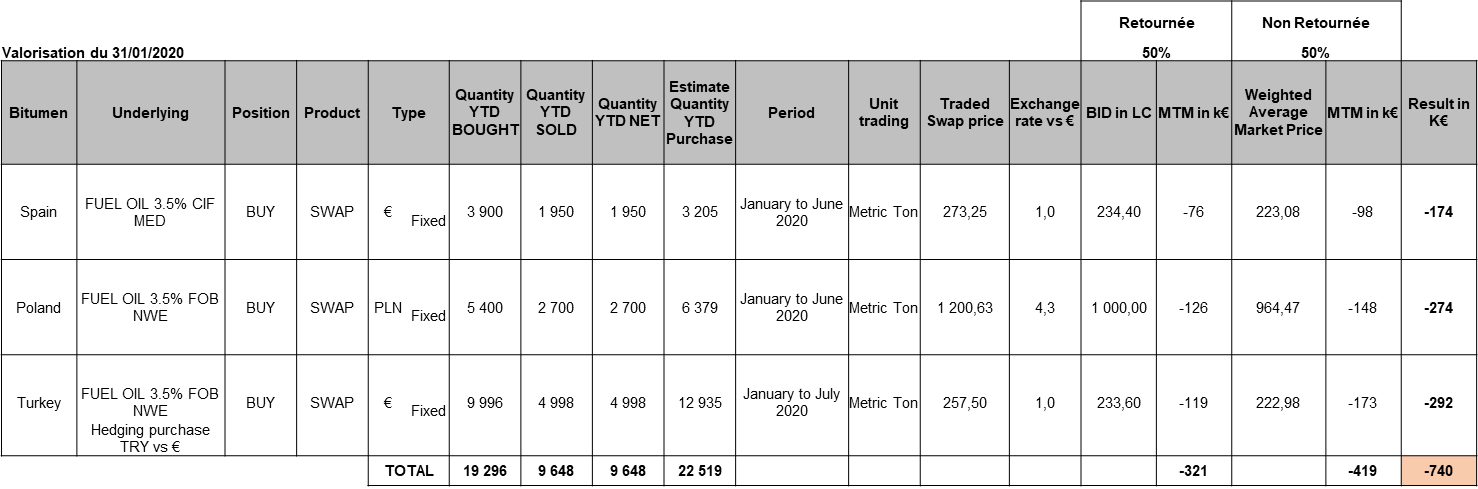 Retournée Non Retournée
Valorisation du 31/01/2020 50% 50%
Bitumen Underlying Position Product Type Quantity YTD BOUGHT Quantity YTD SOLD Quantity YTD NET Estimate Quantity YTD Purchase Period Unit trading Traded Swap price Exchange rate vs € BID in LC MTM in k€ Weighted Average Market Price MTM in k€ Result in K€
Spain FUEL OIL 3.5% CIF MED BUY SWAP € Fixed 3 900 1 950 1 950 3 205 January to June 2020 Metric Ton 273,25 1,0 234,40 -76 223,08 -98 -174
Poland FUEL OIL 3.5% FOB NWE BUY SWAP PLN Fixed 5 400 2 700 2 700 6 379 January to June 2020 Metric Ton 1 200,63 4,3 1 000,00 -126 964,47 -148 -274
Turkey FUEL OIL 3.5% FOB NWE Hedging purchase TRY vs € BUY SWAP € Fixed 9 996 4 998 4 998 12 935 January to July 2020 Metric Ton 257,50 1,0 233,60 -119 222,98 -173 -292
TOTAL 19 296 9 648 9 648 22 519 -321 -419 -740